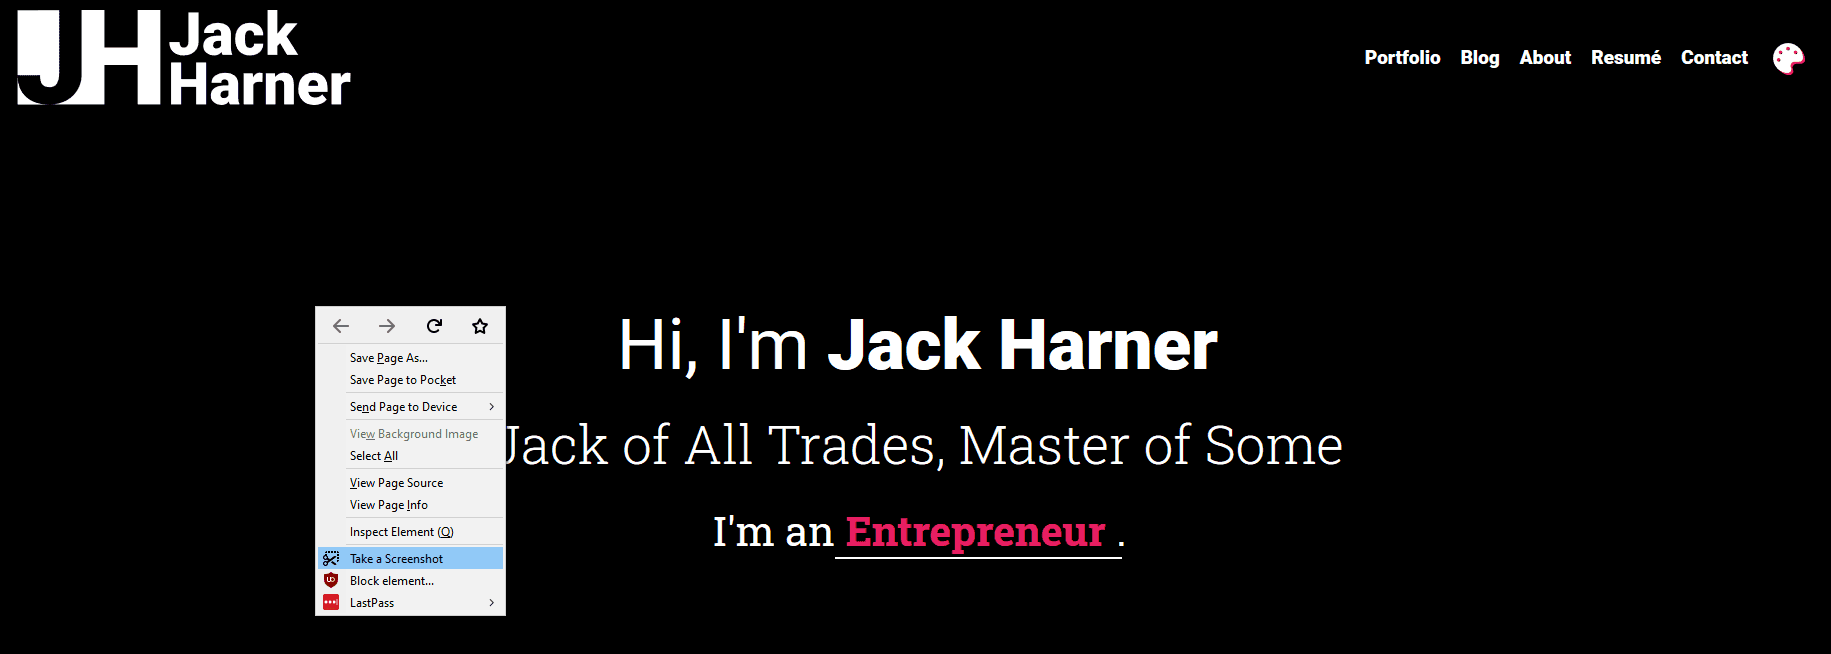 JH Jack
Harner
Portfolio Blog About Resumé Contact
Hi, I'm Jack Harner
Jack of All Trades, Master of Some
I'm an Entrepreneur .
Save Page As...
Save Page to Pocket
Send Page to Device
View Background Image
Select All
View Page Source
View Page Info
Inspect Element (Q)
Take a Screenshot
Block element...
LastPass